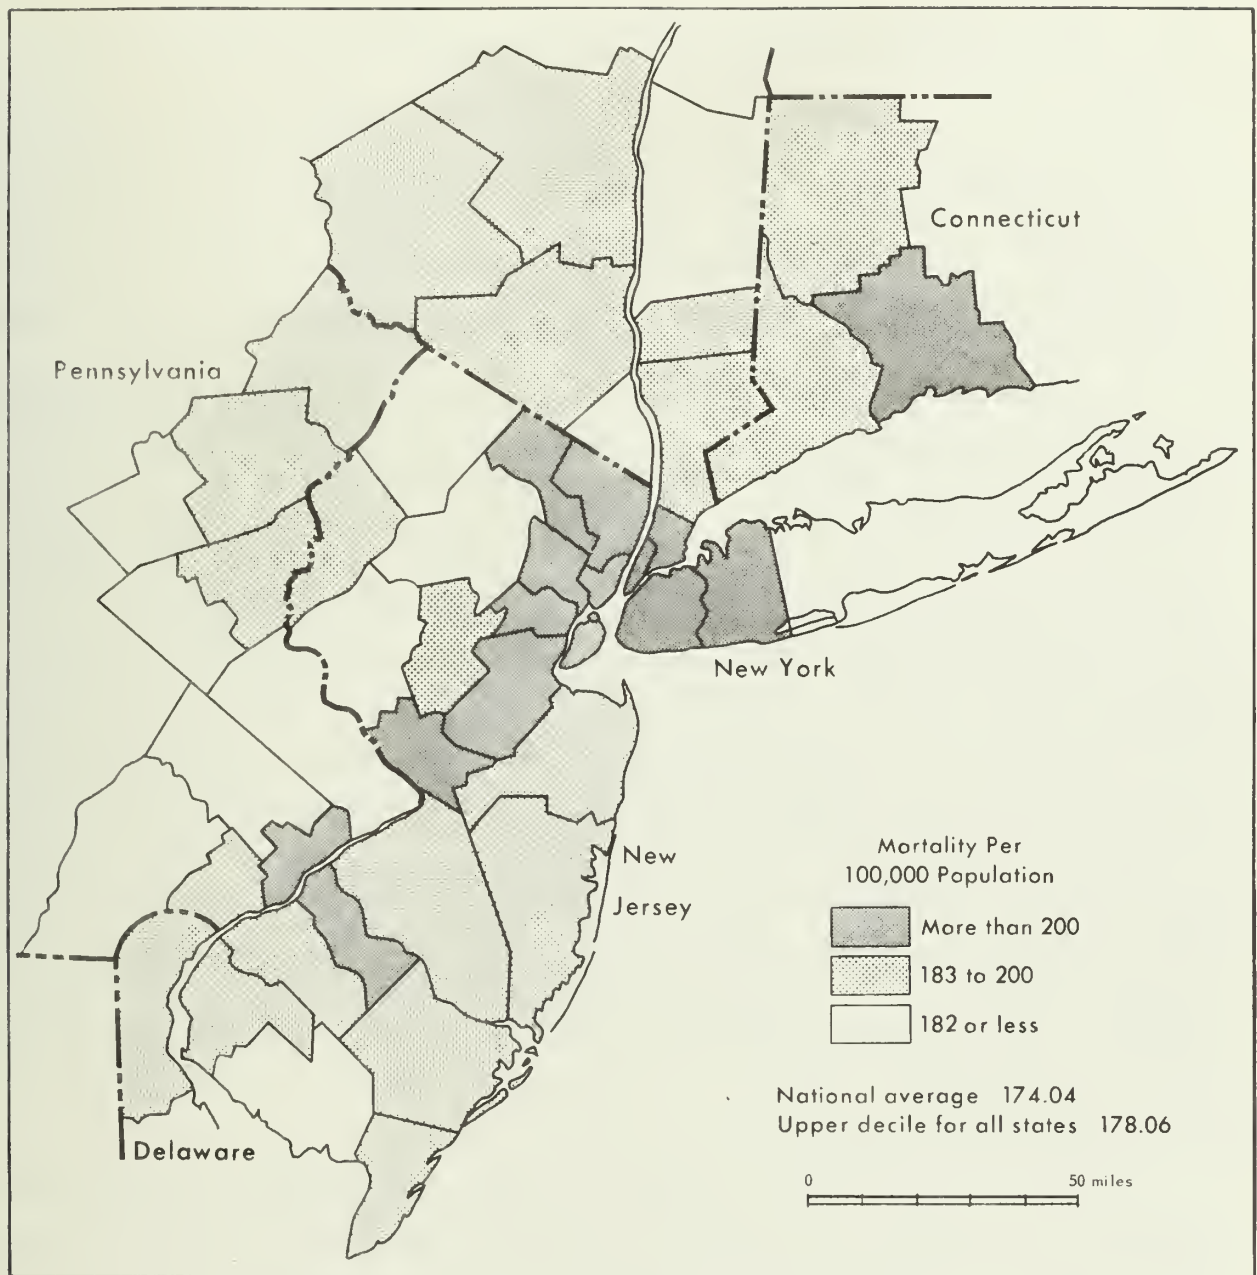 Connecticut
Pennsylvania
New York
New
Jersey
Delaware
Mortality Per
100,000 Population
More than 200
183 to 200
182 or less
National average 174.04
Upper decile for all states 178.06
0 50 miles